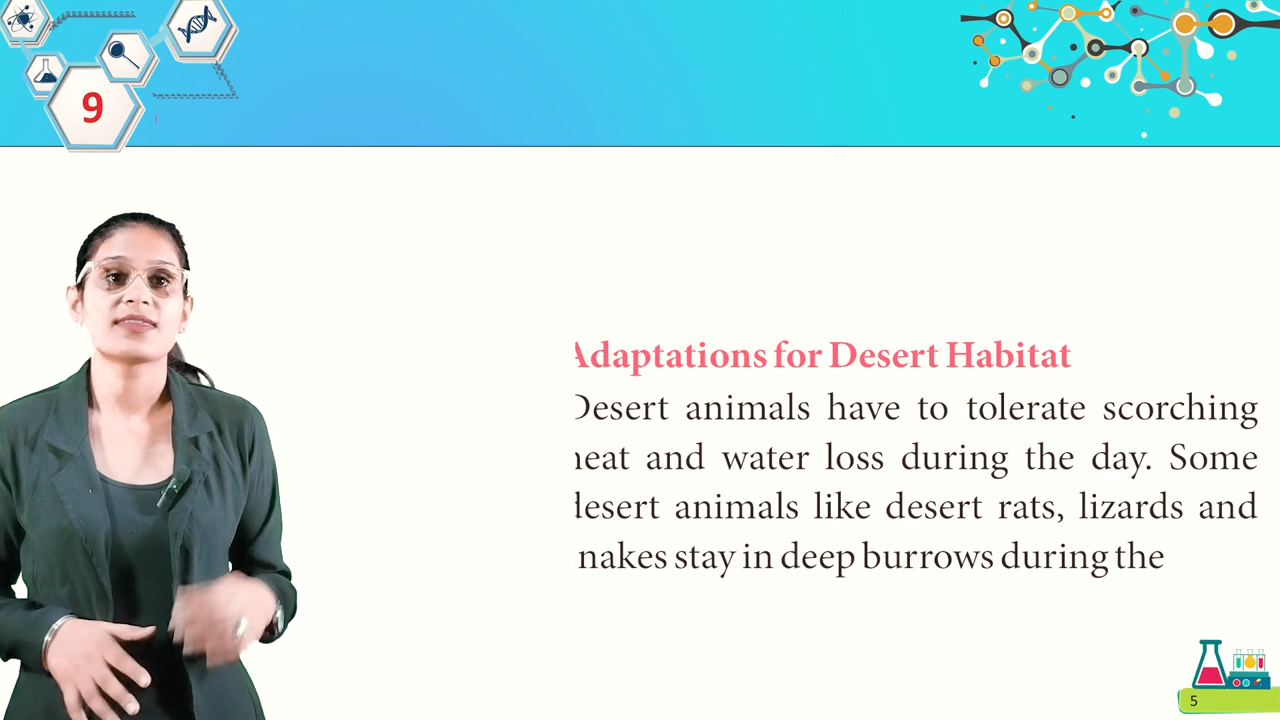 9
Adaptations for Desert Habitat
Desert animals have to tolerate scorching
heat and water loss during the day. Some
desert animals like desert rats, lizards and
snakes stay in deep burrows during the
5